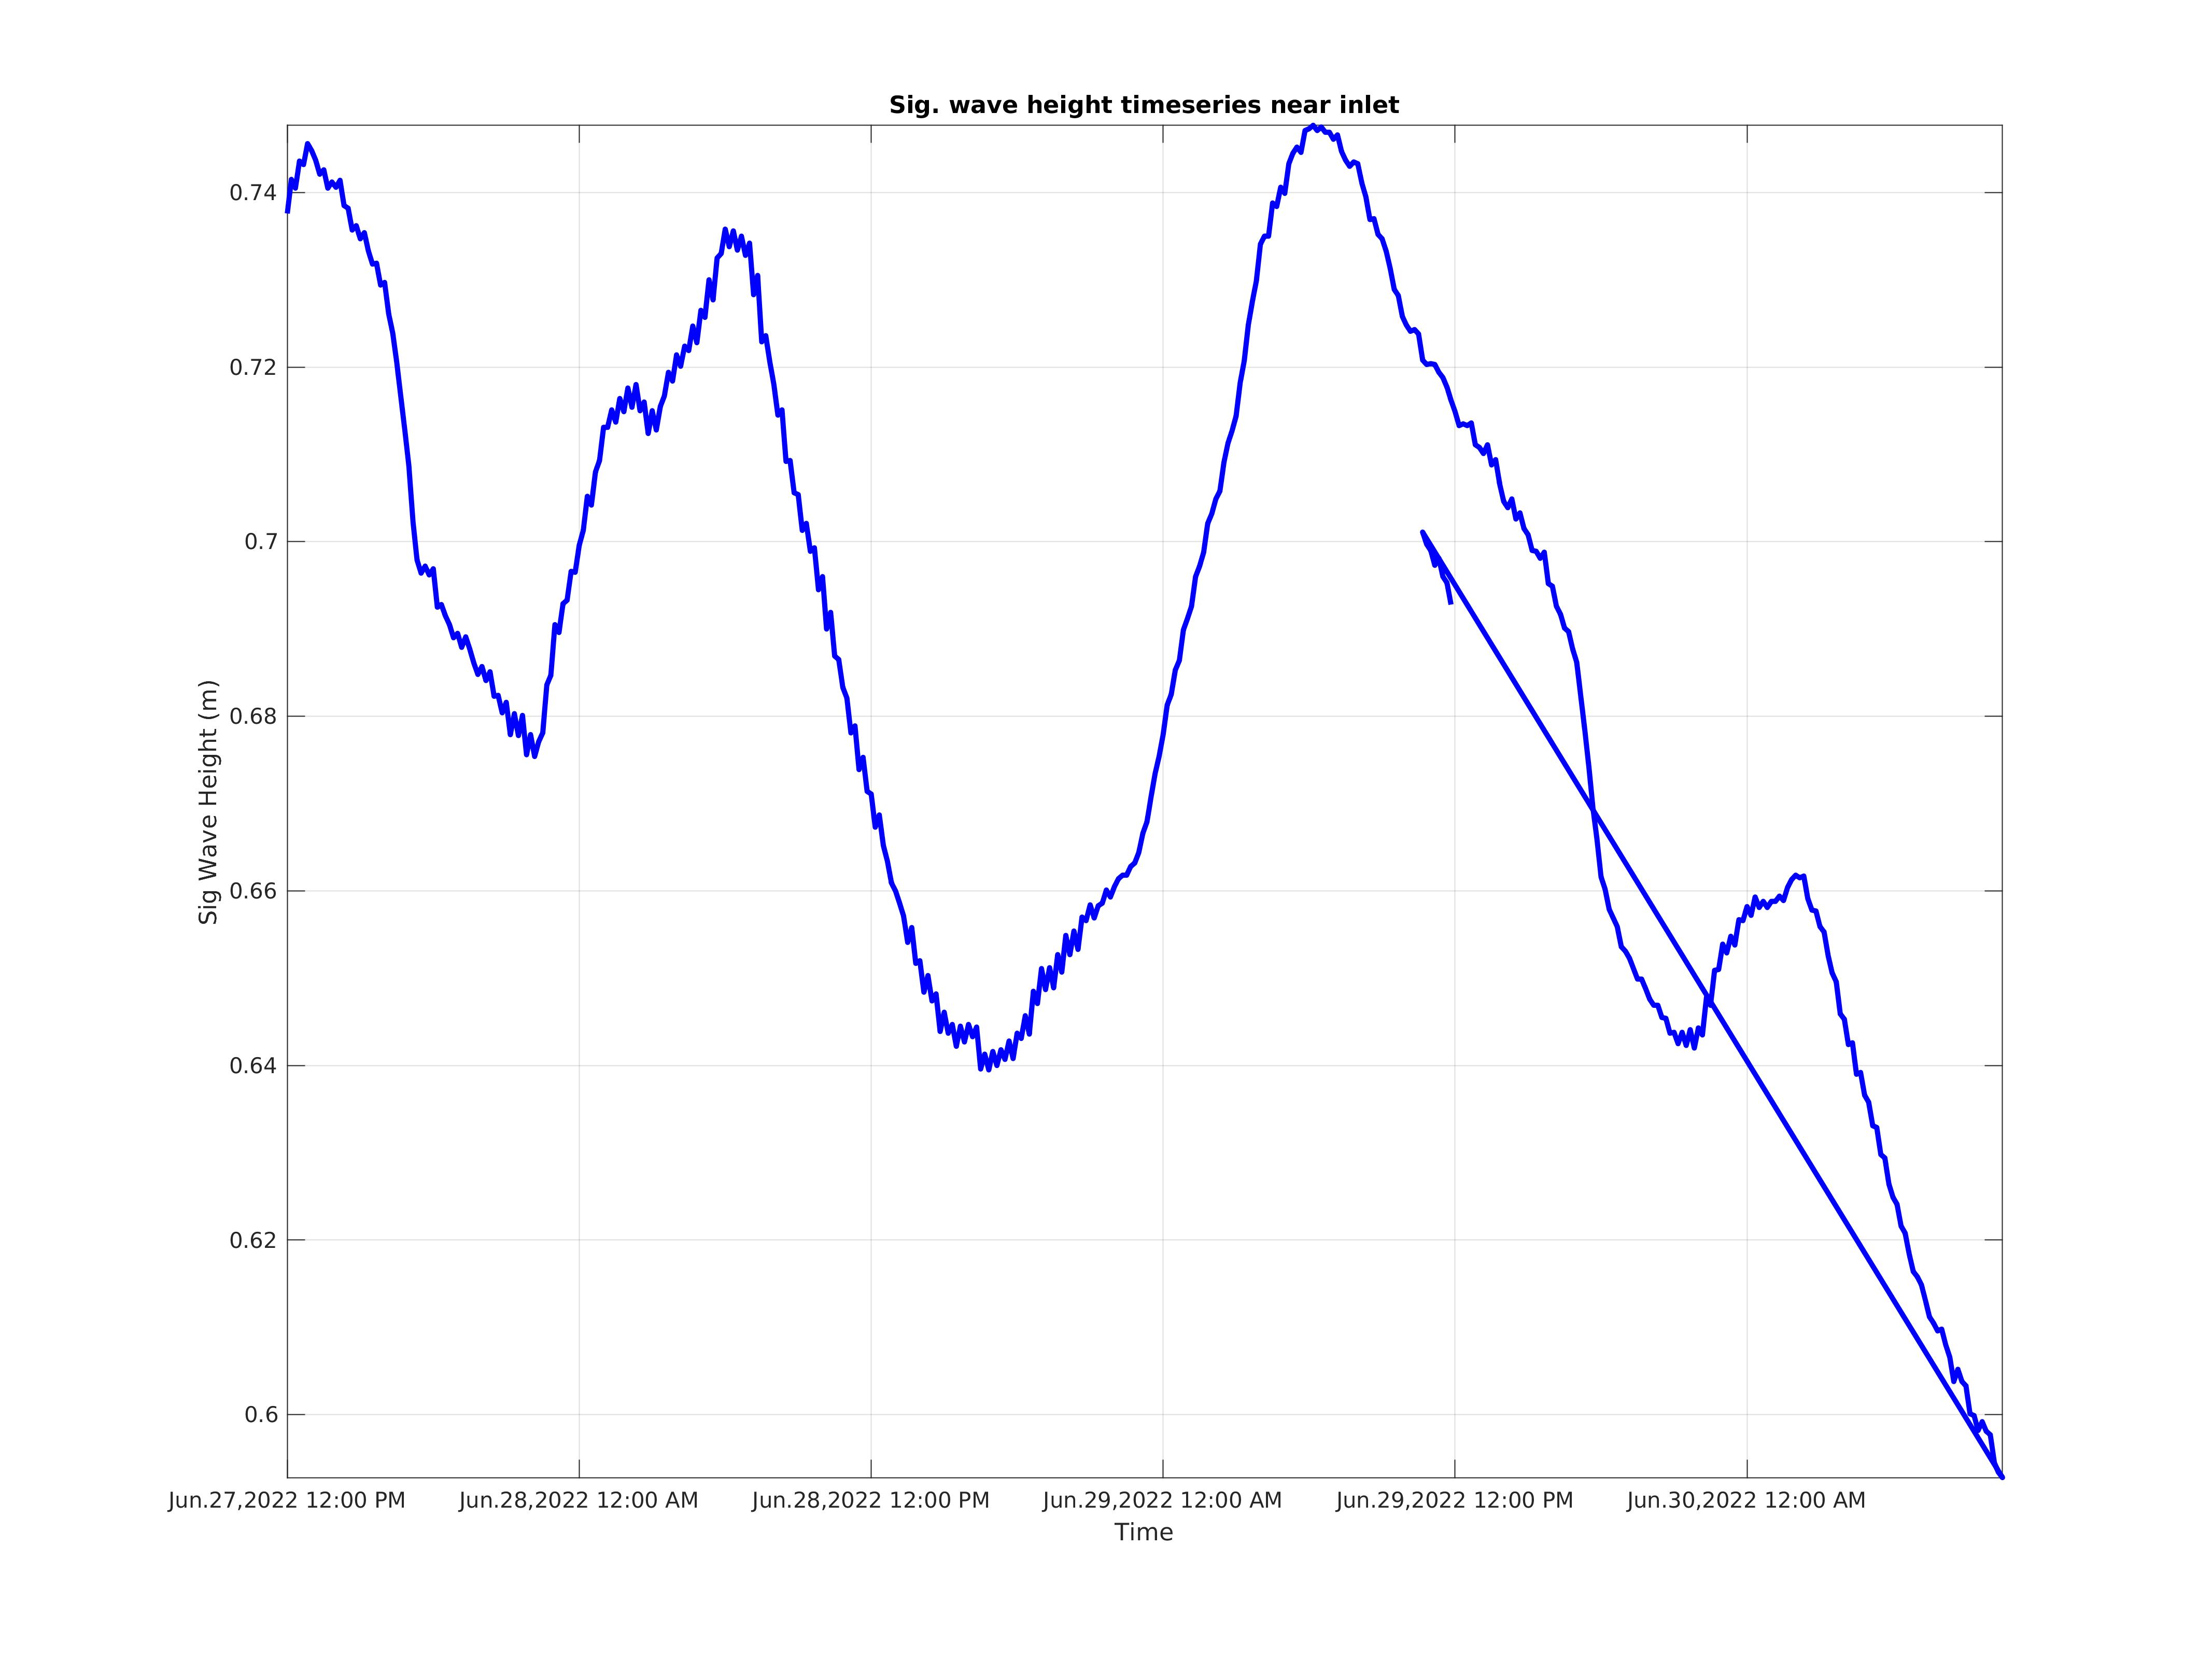 Sig. wave height timeseries near inlet
0.74
0.72
0.7
0.68
0.66
0.64
0.62
0.6
Sig Wave Height (m)
Jun.27,2022 12:00 PM
Jun.28,2022 12:00 AM
Jun.28,2022 12:00 PM
Jun.29,2022 12:00 AM
Jun.29,2022 12:00 PM
Jun.30,2022 12:00 AM
Time